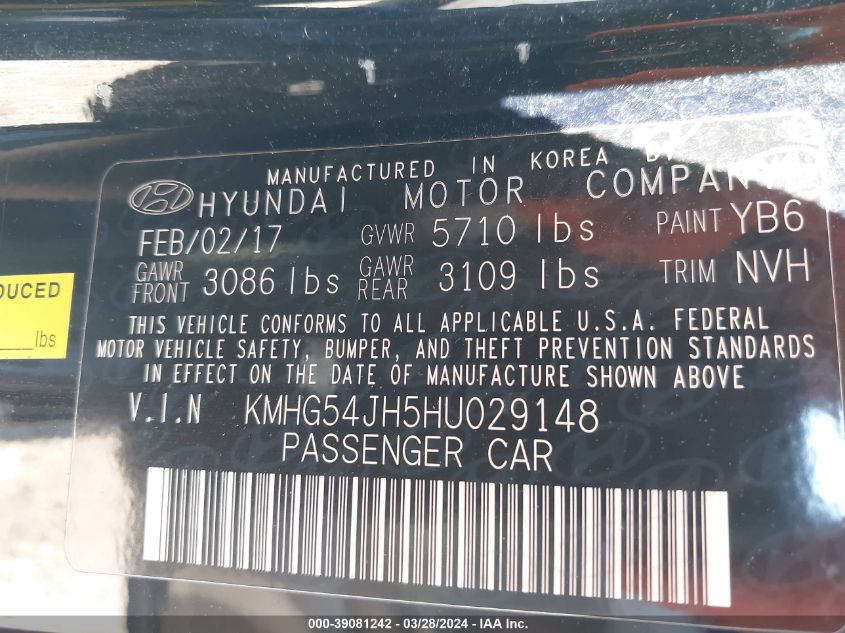 MANUFACTURED IN KOREA BY
HYUNDAI MOTOR COMPANY
FEB/02/17 GVWR 5710 lbs PAINT YB6
GAWR FRONT 3086 lbs GAWR REAR 3109 lbs TRIM NVH
THIS VEHICLE CONFORMS TO ALL APPLICABLE U.S.A. FEDERAL
MOTOR VEHICLE SAFETY, BUMPER, AND THEFT PREVENTION STANDARDS
IN EFFECT ON THE DATE OF MANUFACTURE SHOWN ABOVE
V.I.N KMHG54JH5HU029148
PASSENGER CAR
DUCED
lbs
000-39081242 - 03/28/2024 - IAA Inc.